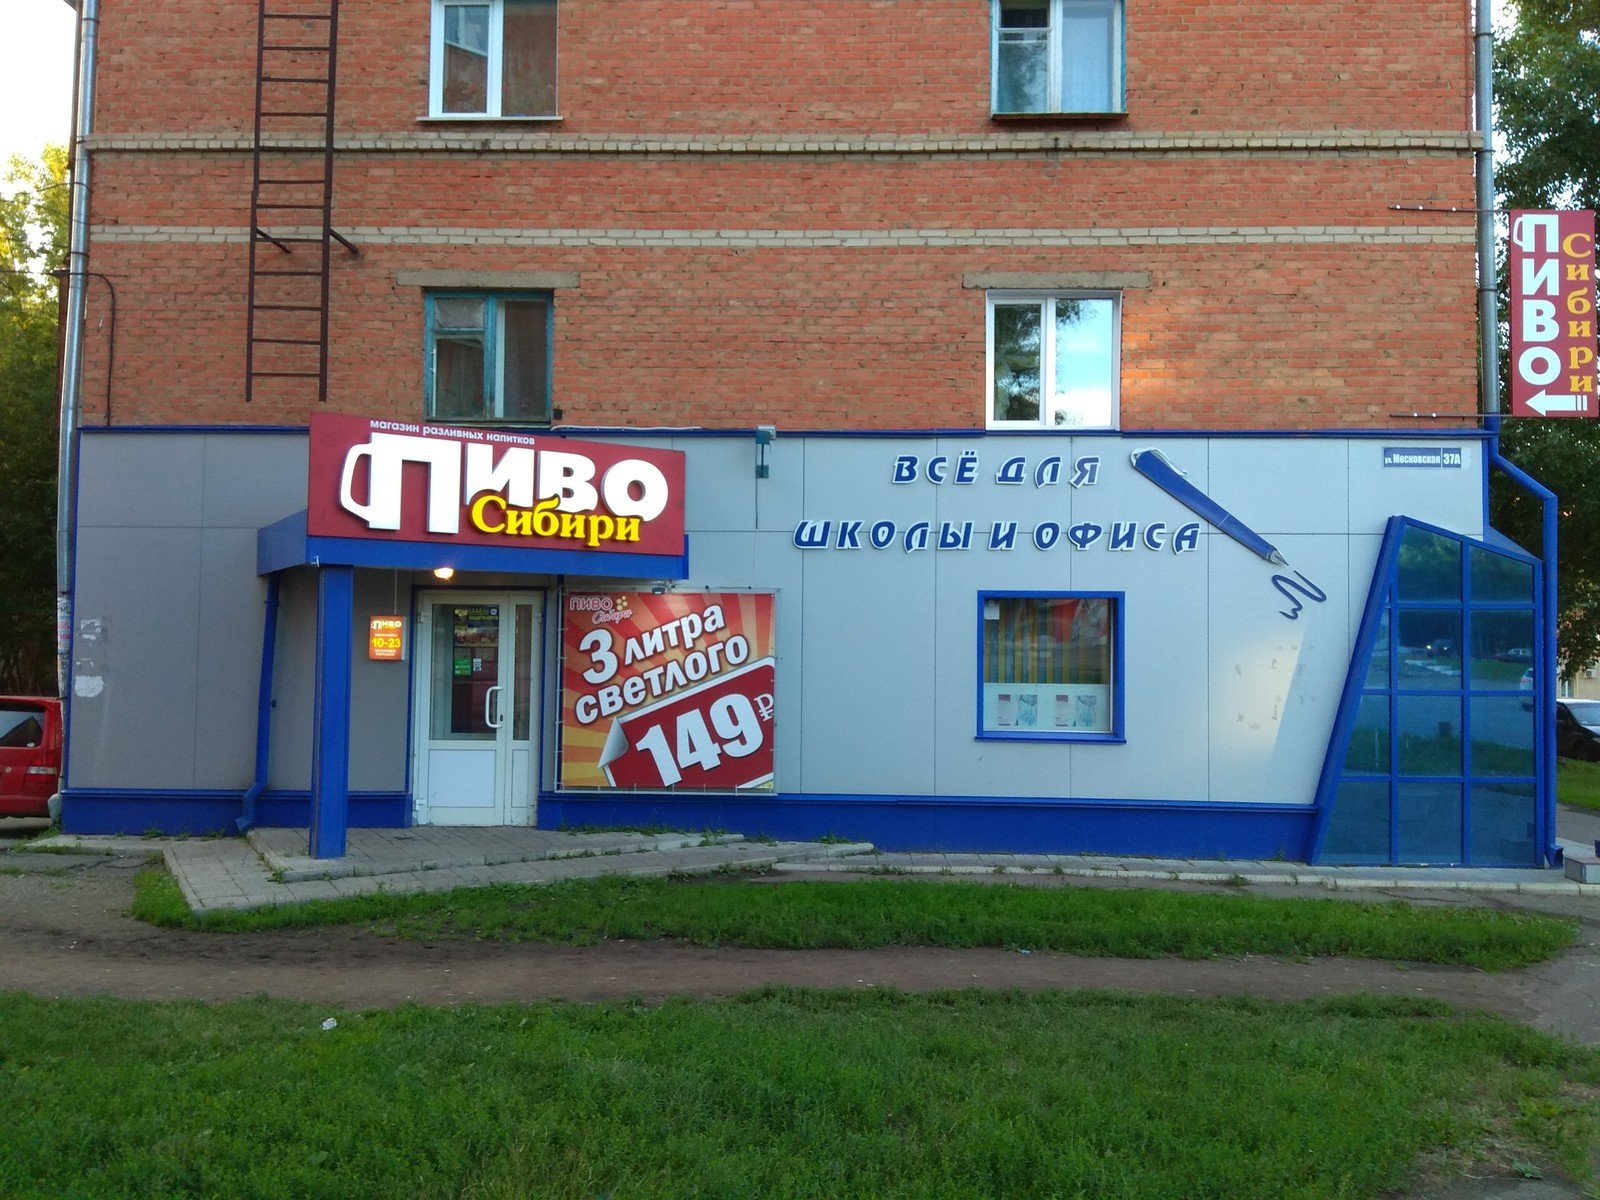 магазин разливных напитков
ПИВО
Сибири
ПИВО
10-23
ПИВО
Сибири
3 литра
светлого
149₽
ВСЁ ДЛЯ
ШКОЛЫ И ОФИСА
ул. Московская 37А
ПИВО
Сибири